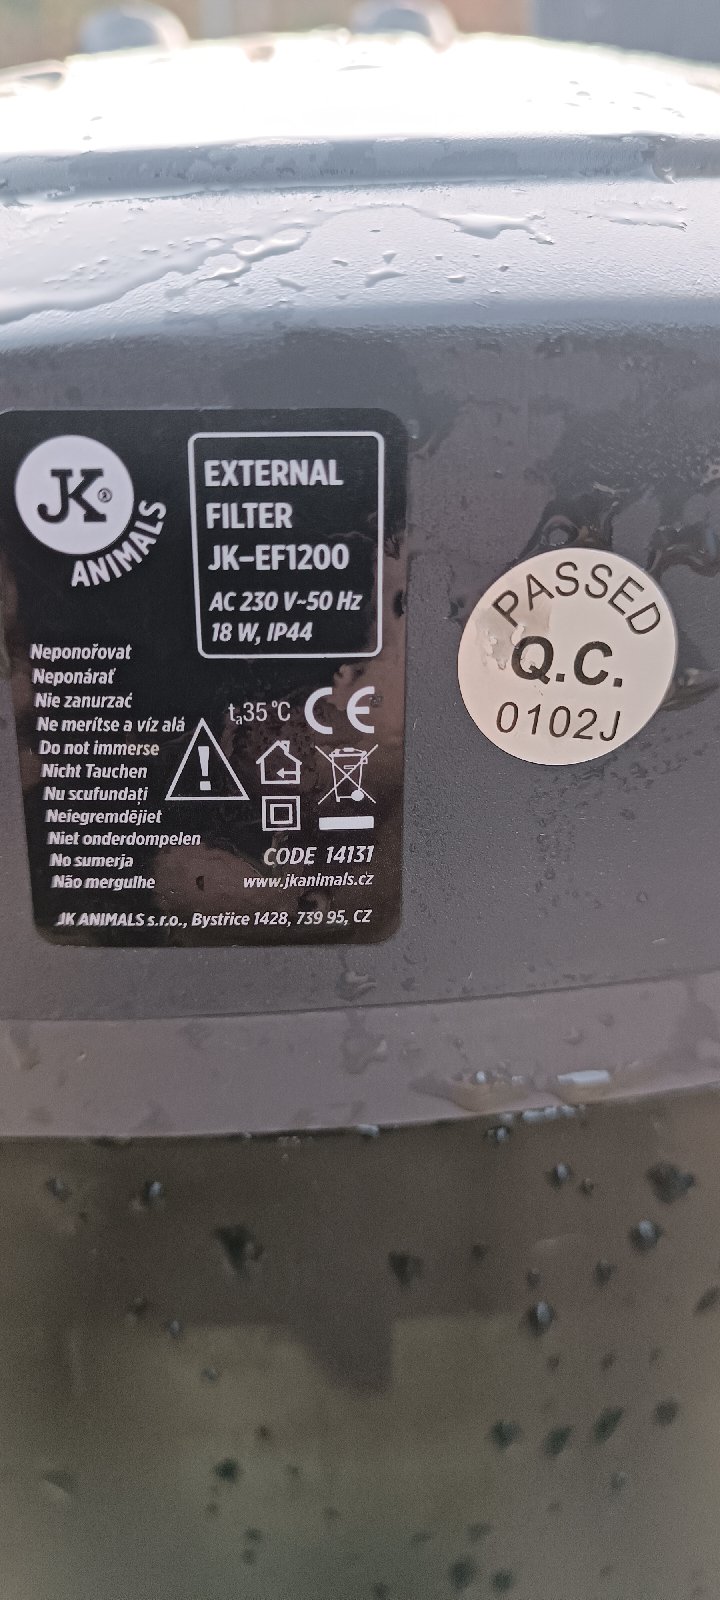 JK®
ANIMALS
EXTERNAL
FILTER
JK-EF1200
AC 230 V~50 Hz
18 W, IP44
Neponořovat
Neponárať
Nie zanurzać
Ne merítse a víz alá
Do not immerse
Nicht Tauchen
Nu scufundați
Neiegremdējiet
Niet onderdompelen
No sumerja
Não mergulhe
ta35 °C
CE
CODE 14131
www.jkanimals.cz
JK ANIMALS s.r.o., Bystřice 1428, 739 95, CZ
PASSED
Q.C.
0102J